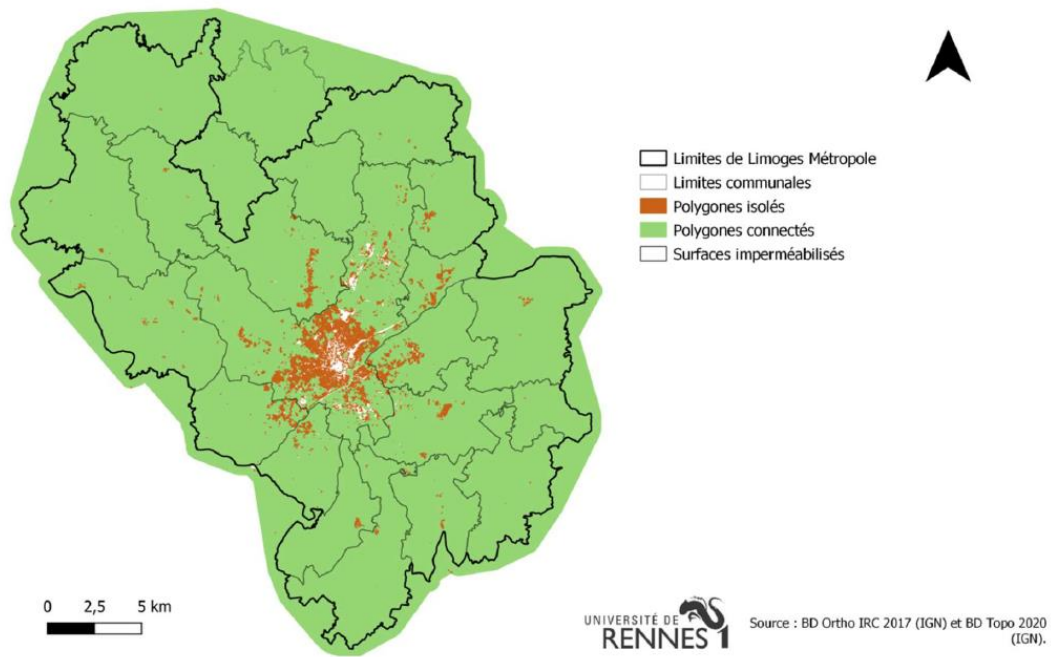 Limites de Limoges Métropole
Limites communales
Polygones isolés
Polygones connectés
Surfaces imperméabilisés
0 2,5 5 km
UNIVERSITÉ DE
RENNES 1
Source : BD Ortho IRC 2017 (IGN) et BD Topo 2020
(IGN).